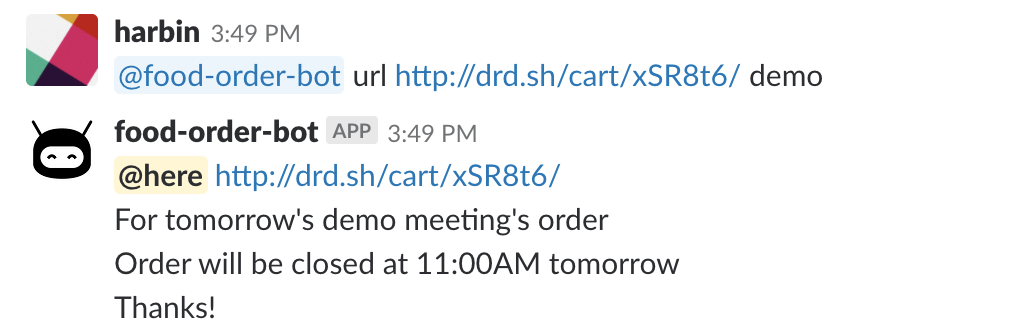 harbin 3:49 PM
@food-order-bot url http://drd.sh/cart/xSR8t6/ demo
food-order-bot APP 3:49 PM
@here http://drd.sh/cart/xSR8t6/
For tomorrow's demo meeting's order
Order will be closed at 11:00AM tomorrow
Thanks!